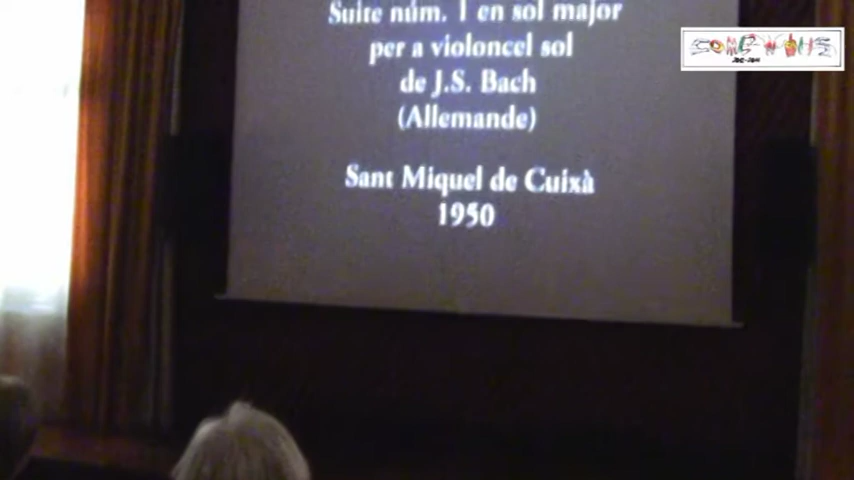 Suite núm. 1 en sol major
per a violoncel sol
de J.S. Bach
(Allemande)
Sant Miquel de Cuixà
1950